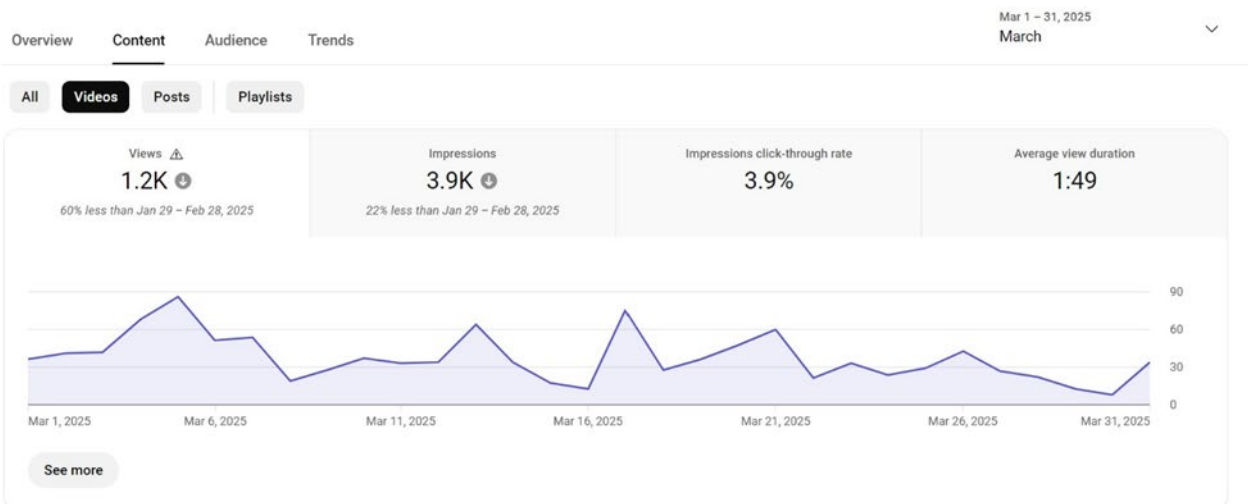 Mar 1 – 31, 2025
Overview Content Audience Trends March
All Videos Posts Playlists
Views Impressions Impressions click-through rate Average view duration
1.2K 3.9K 3.9% 1:49
60% less than Jan 29 – Feb 28, 2025 22% less than Jan 29 – Feb 28, 2025
90
60
30
0
Mar 1, 2025 Mar 6, 2025 Mar 11, 2025 Mar 16, 2025 Mar 21, 2025 Mar 26, 2025 Mar 31, 2025
See more